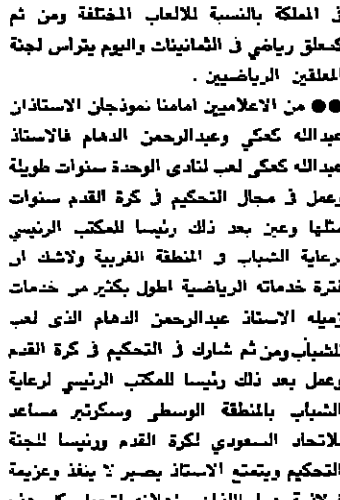 فى المملكة بالنسبة للالعاب المختلفة ومن ثم
كمعلق رياضي فى الثمانينات واليوم يترأس لجنة
المعلقين الرياضيين .
●● من الاعلاميين امامنا نموذجان الاستاذان
عبدالله كعكي وعبدالرحمن الدهام فالاستاذ
عبدالله كعكى لعب لنادى الوحدة سنوات طويلة
وعمل فى مجال التحكيم فى كرة القدم سنوات
مثلها وعين بعد ذلك رئيسا للمكتب الرئيسي
لرعاية الشباب فى المنطقة الغربية ولاشك ان
فترة خدماته الرياضية اطول بكثير من خدمات
زميله الاستاذ عبدالرحمن الدهام الذى لعب
للشباب ومن ثم شارك فى التحكيم فى كرة القدم
وعمل بعد ذلك رئيسا للمكتب الرئيسي لرعاية
الشباب بالمنطقة الوسطى وسكرتير مساعد
للاتحاد السعودي لكرة القدم ورئيسا للجنة
التحكيم ويتمتع الاستاذ بصبر لا ينفذ وعزيمة